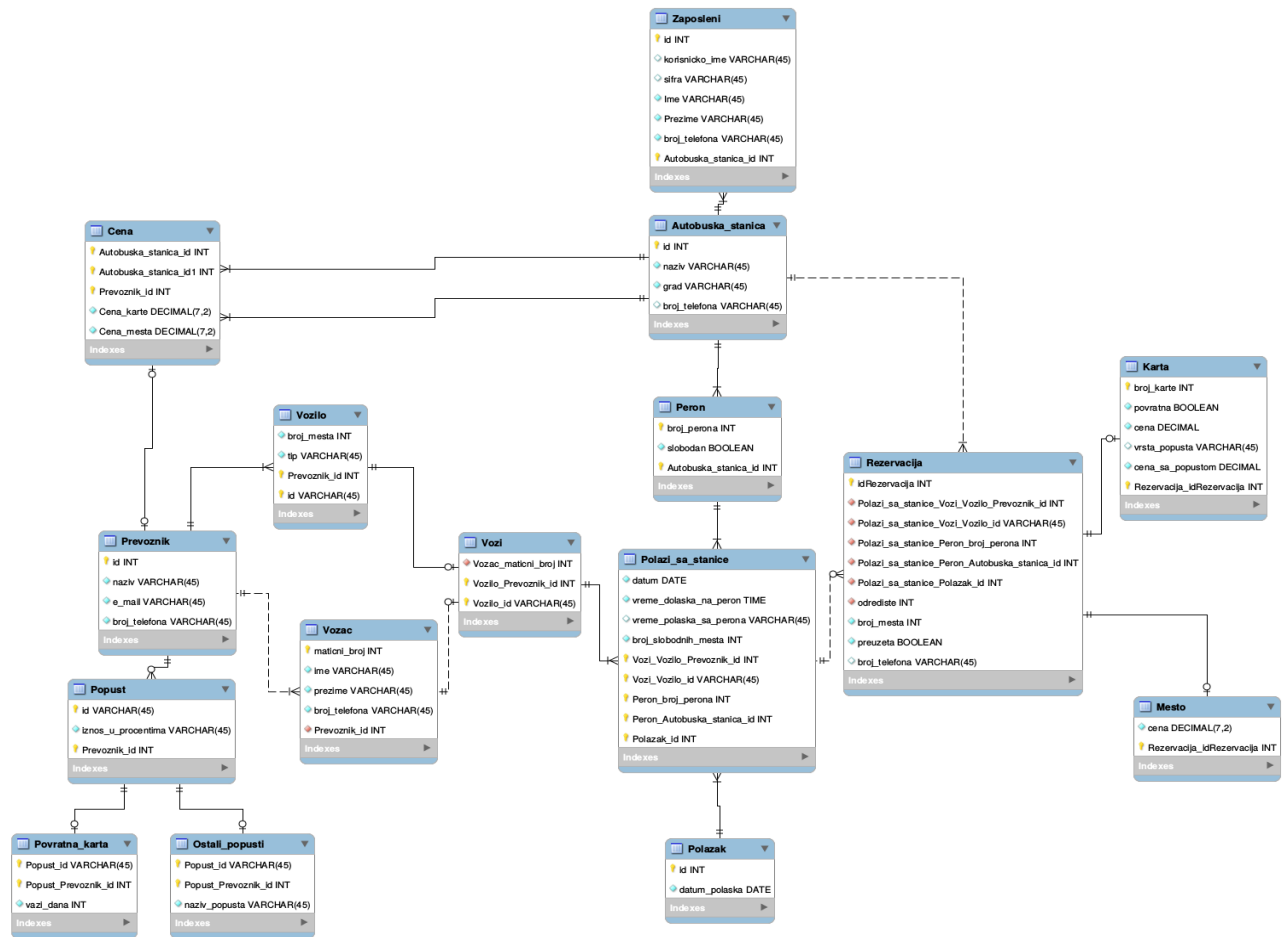 Zaposleni
id INT
korisnicko_ime VARCHAR(45)
sifra VARCHAR(45)
Ime VARCHAR(45)
Prezime VARCHAR(45)
broj_telefona VARCHAR(45)
Autobuska_stanica_id INT
Indexes
Cena
Autobuska_stanica_id INT
Autobuska_stanica_id1 INT
Prevoznik_id INT
Cena_karte DECIMAL(7,2)
Cena_mesta DECIMAL(7,2)
Indexes
Autobuska_stanica
id INT
naziv VARCHAR(45)
grad VARCHAR(45)
broj_telefona VARCHAR(45)
Indexes
Karta
broj_karte INT
povratna BOOLEAN
cena DECIMAL
vrsta_popusta VARCHAR(45)
cena_sa_popustom DECIMAL
Rezervacija_idRezervacija INT
Indexes
Vozilo
broj_mesta INT
tip VARCHAR(45)
Prevoznik_id INT
id VARCHAR(45)
Indexes
Peron
broj_perona INT
slobodan BOOLEAN
Autobuska_stanica_id INT
Indexes
Rezervacija
idRezervacija INT
Polazi_sa_stanice_Vozi_Vozilo_Prevoznik_id INT
Polazi_sa_stanice_Vozi_Vozilo_id VARCHAR(45)
Polazi_sa_stanice_Peron_broj_perona INT
Polazi_sa_stanice_Peron_Autobuska_stanica_id INT
Polazi_sa_stanice_Polazak_id INT
odrediste INT
broj_mesta INT
preuzeta BOOLEAN
broj_telefona VARCHAR(45)
Indexes
Prevoznik
id INT
naziv VARCHAR(45)
e_mail VARCHAR(45)
broj_telefona VARCHAR(45)
Indexes
Vozi
Vozac_maticni_broj INT
Vozilo_Prevoznik_id INT
Vozilo_id VARCHAR(45)
Indexes
Polazi_sa_stanice
datum DATE
vreme_dolaska_na_peron TIME
vreme_polaska_sa_perona VARCHAR(45)
broj_slobodnih_mesta INT
Vozi_Vozilo_Prevoznik_id INT
Vozi_Vozilo_id VARCHAR(45)
Peron_broj_perona INT
Peron_Autobuska_stanica_id INT
Polazak_id INT
Indexes
Vozac
maticni_broj INT
ime VARCHAR(45)
prezime VARCHAR(45)
broj_telefona VARCHAR(45)
Prevoznik_id INT
Indexes
Popust
id VARCHAR(45)
iznos_u_procentima VARCHAR(45)
Prevoznik_id INT
Indexes
Mesto
cena DECIMAL(7,2)
Rezervacija_idRezervacija INT
Indexes
Povratna_karta
Popust_id VARCHAR(45)
Popust_Prevoznik_id INT
vazi_dana INT
Indexes
Ostali_popusti
Popust_id VARCHAR(45)
Popust_Prevoznik_id INT
naziv_popusta VARCHAR(45)
Indexes
Polazak
id INT
datum_polaska DATE
Indexes